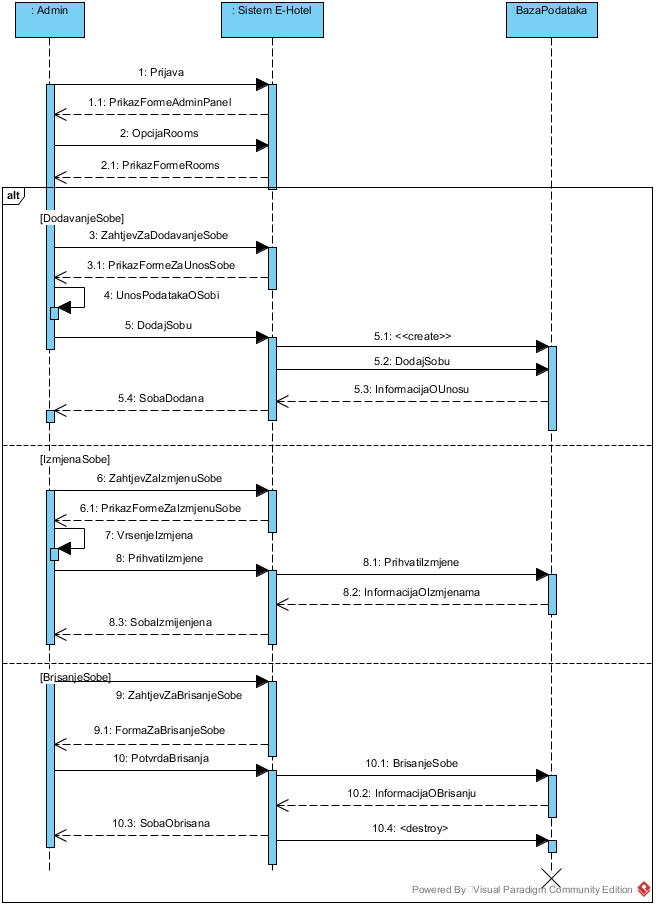 : Admin
: Sistem E-Hotel
BazaPodataka
1: Prijava
1.1: PrikazFormeAdminPanel
2: OpcijaRooms
2.1: PrikazFormeRooms
alt
[DodavanjeSobe]
3: ZahtjevZaDodavanjeSobe
3.1: PrikazFormeZaUnosSobe
4: UnosPodatakaOSobi
5: DodajSobu
5.1: <<create>>
5.2: DodajSobu
5.3: InformacijaOUnosu
5.4: SobaDodana
[IzmjenaSobe]
6: ZahtjevZaIzmjenuSobe
6.1: PrikazFormeZaIzmjenuSobe
7: VrsenjeIzmjena
8: PrihvatiIzmjene
8.1: PrihvatiIzmjene
8.2: InformacijaOIzmjenama
8.3: SobaIzmijenjena
[BrisanjeSobe]
9: ZahtjevZaBrisanjeSobe
9.1: FormaZaBrisanjeSobe
10: PotvrdaBrisanja
10.1: BrisanjeSobe
10.2: InformacijaOBrisanju
10.3: SobaObrisana
10.4: <destroy>
Powered By Visual Paradigm Community Edition